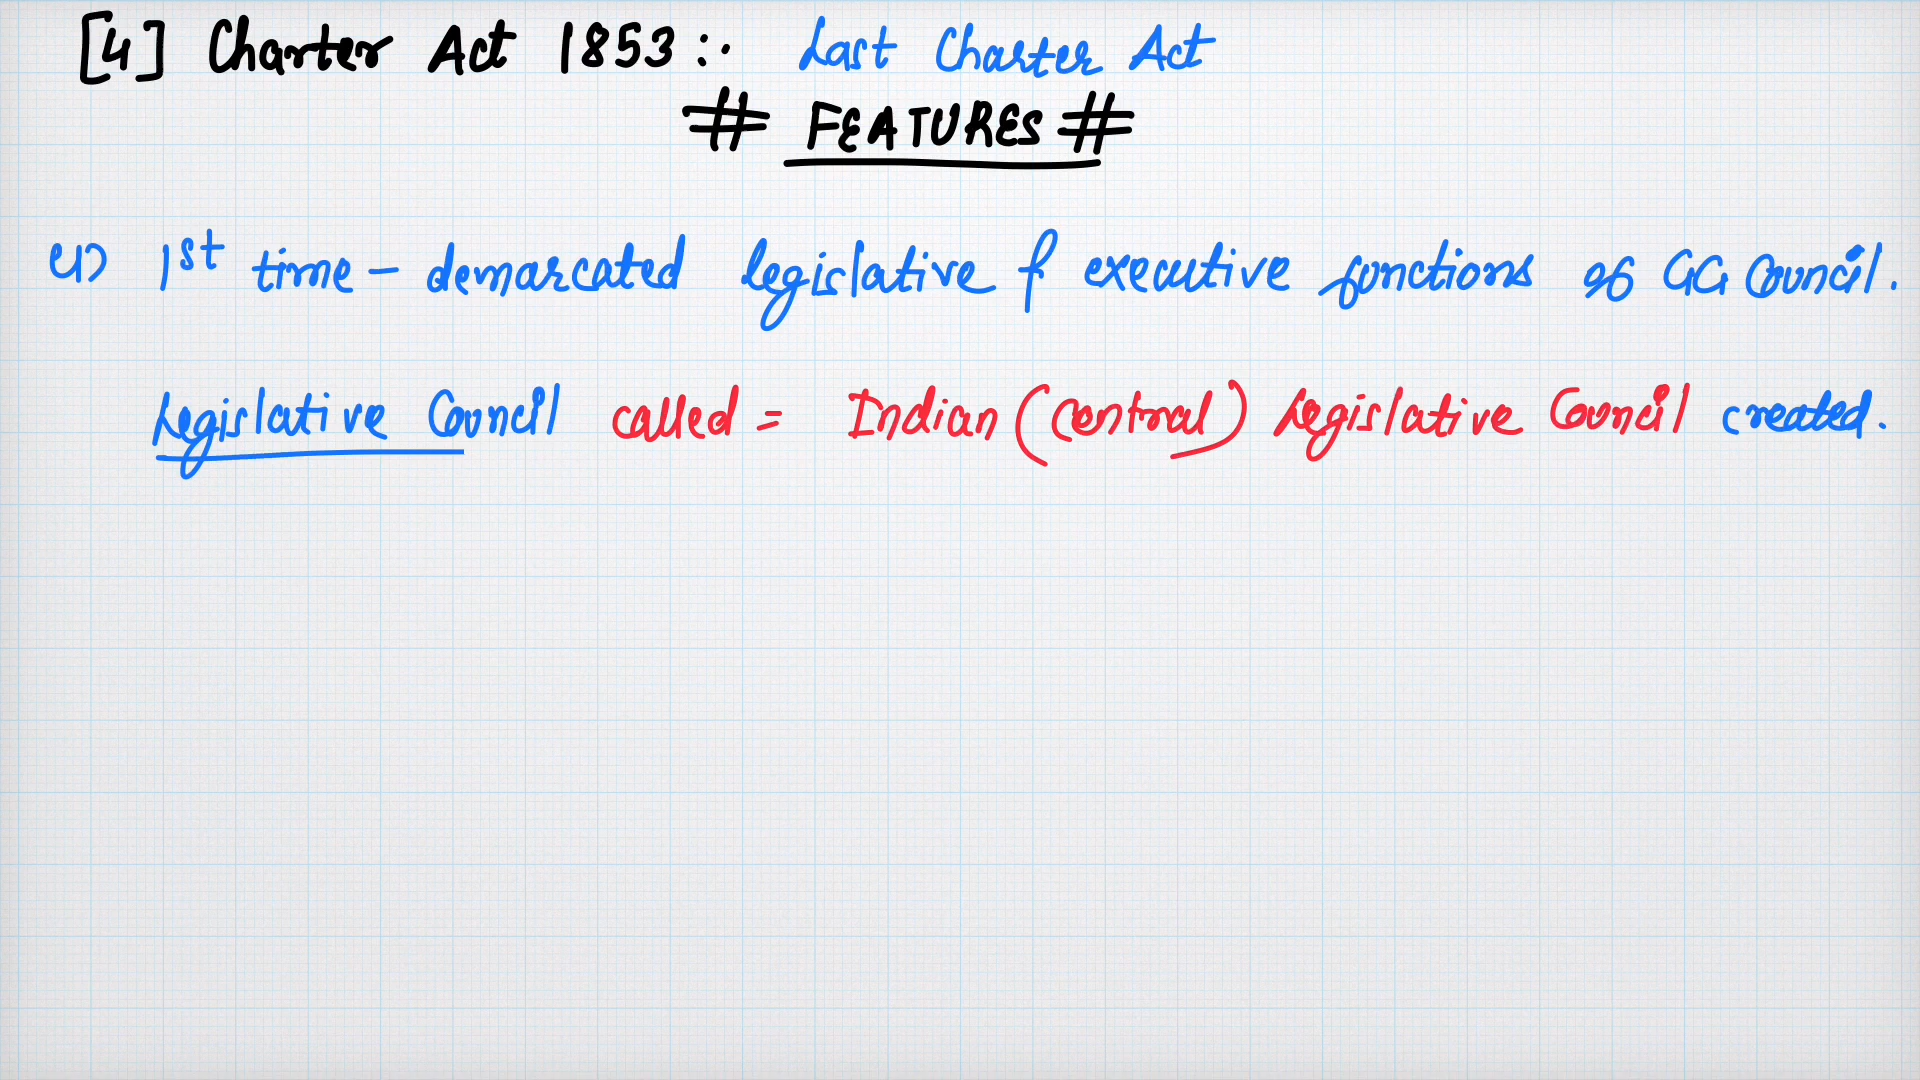 [4] Charter Act 1853 :. Last Charter Act
# FEATURES #
(1) 1st time - demarcated legislative & executive functions of GG Council.
Legislative Council called = Indian (Central) Legislative Council created.